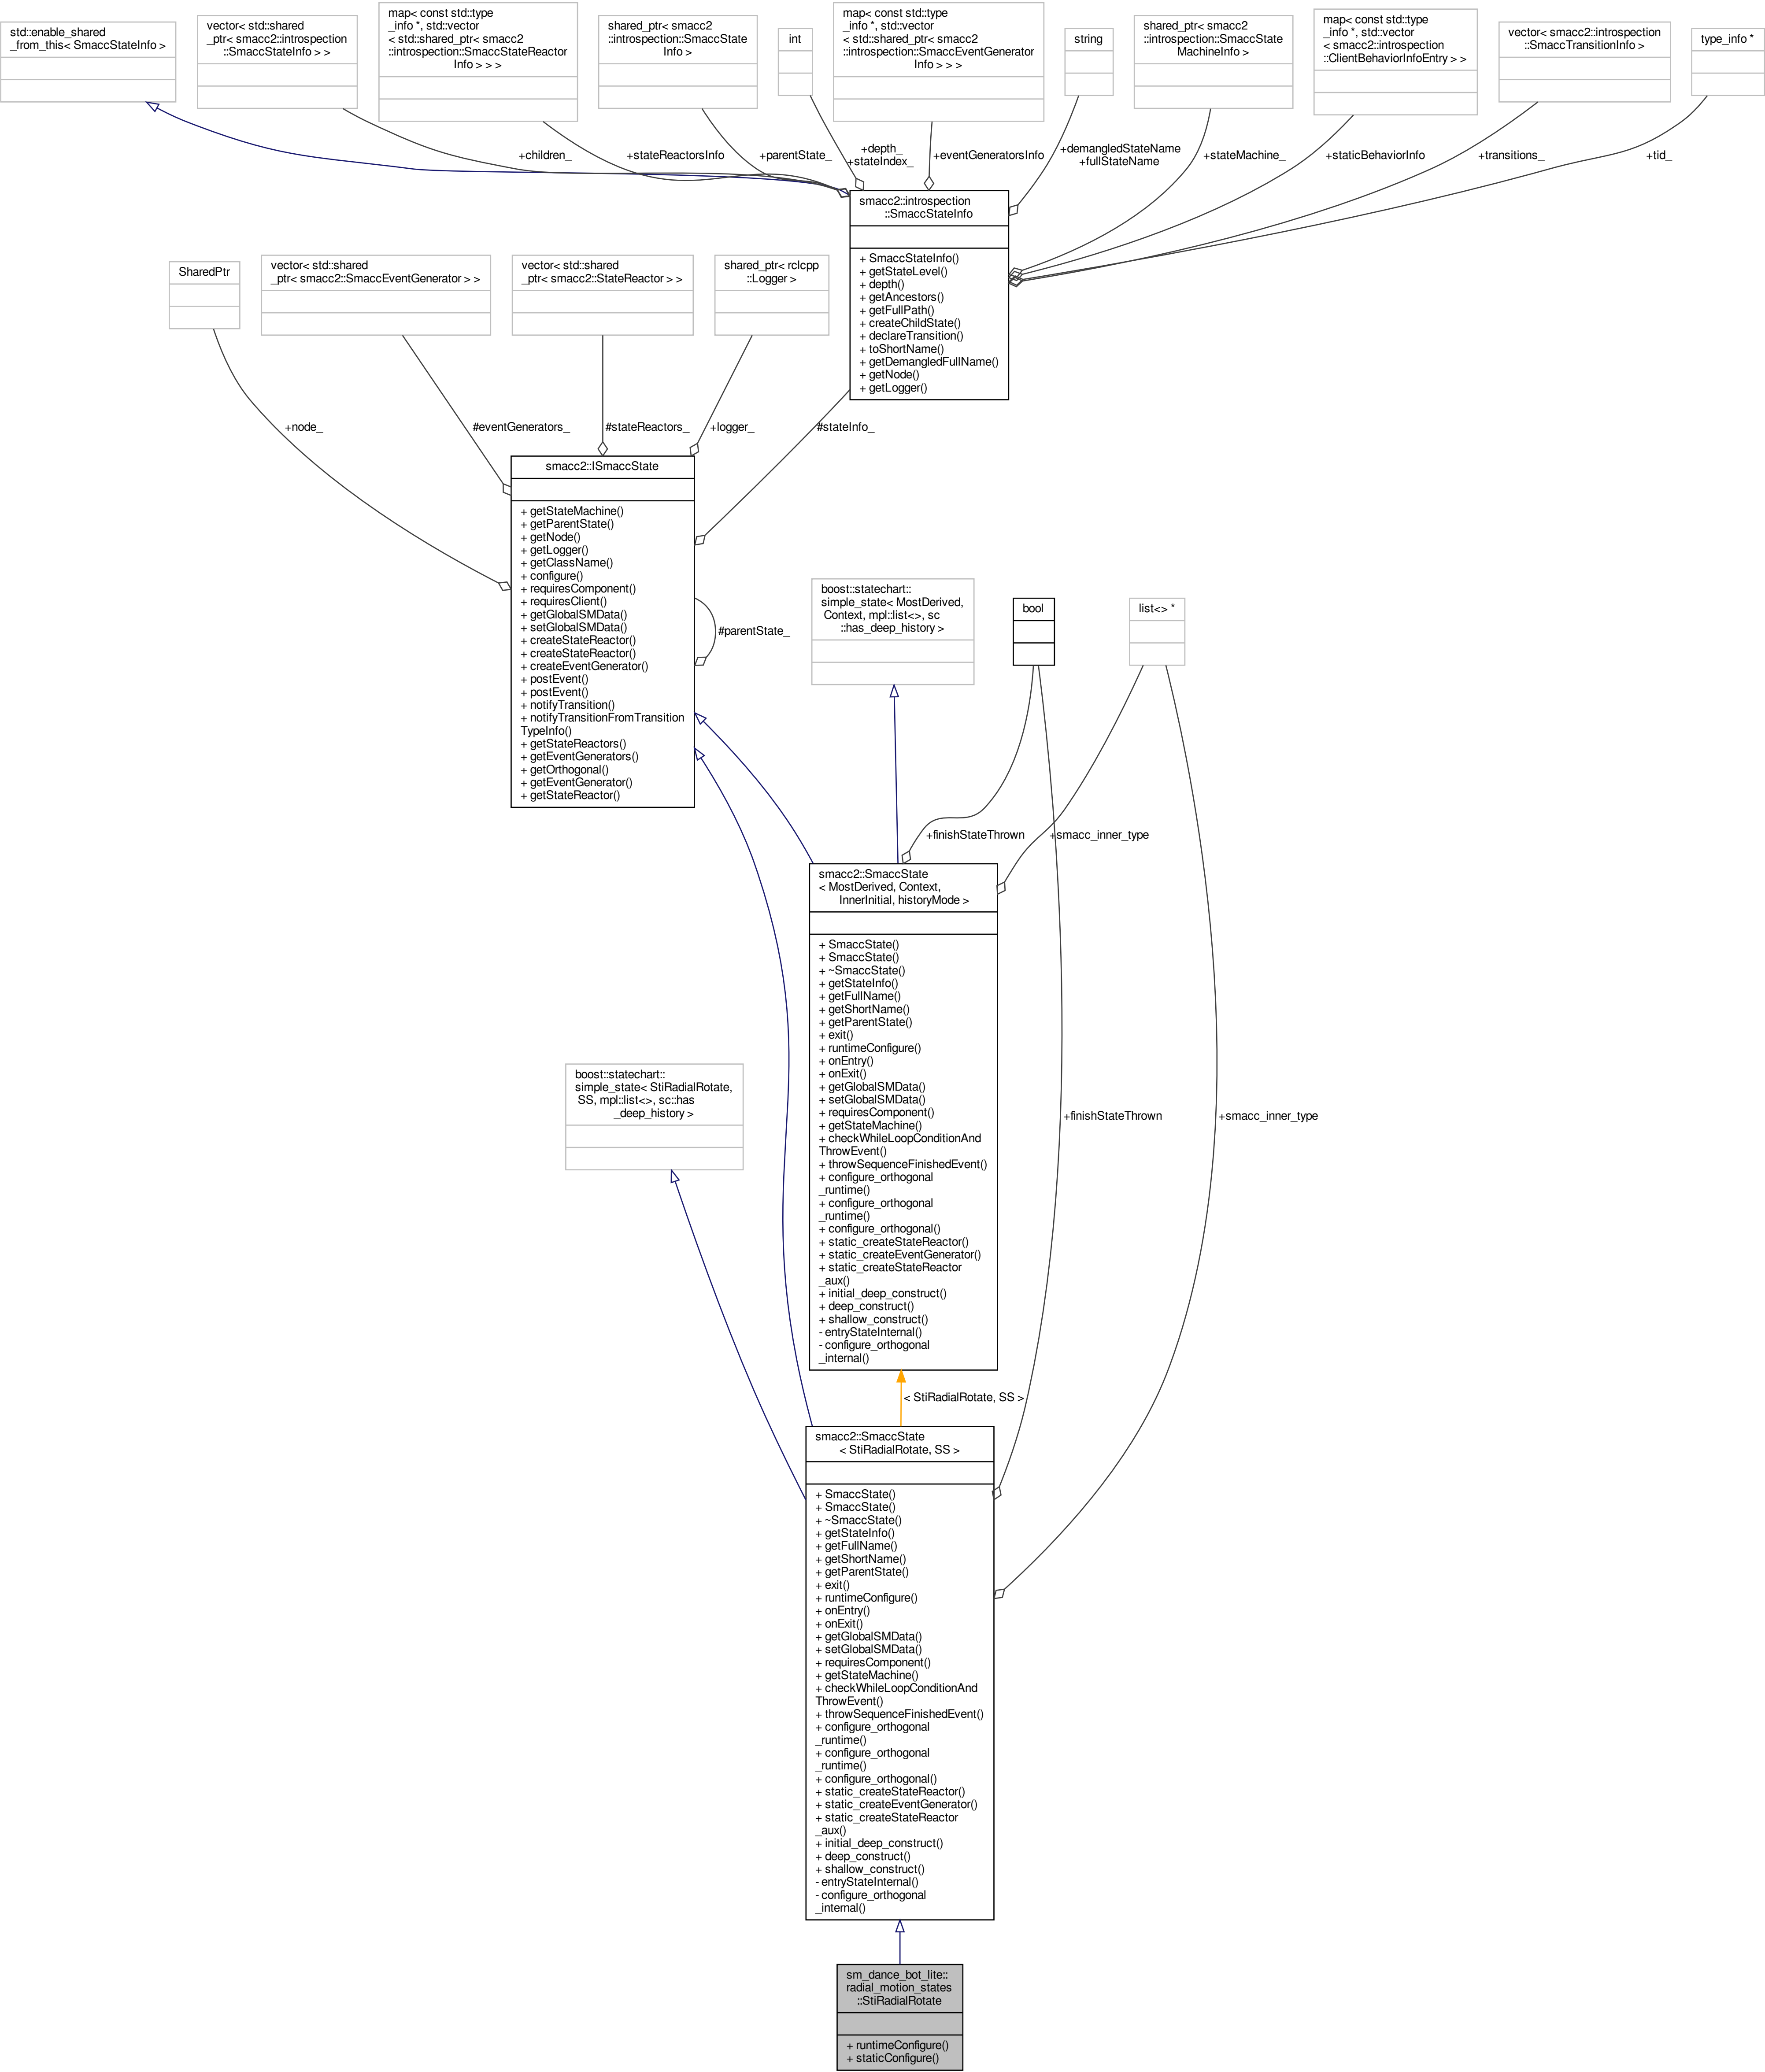 std::enable_shared
_from_this< SmaccStateInfo >
vector< std::shared
_ptr< smacc2::introspection
::SmaccStateInfo > >
map< const std::type
_info *, std::vector
< std::shared_ptr< smacc2
::introspection::SmaccStateReactor
Info > > >
shared_ptr< smacc2
::introspection::SmaccState
Info >
int
map< const std::type
_info *, std::vector
< std::shared_ptr< smacc2
::introspection::SmaccEventGenerator
Info > > >
string
shared_ptr< smacc2
::introspection::SmaccState
MachineInfo >
map< const std::type
_info *, std::vector
< smacc2::introspection
::ClientBehaviorInfoEntry > >
vector< smacc2::introspection
::SmaccTransitionInfo >
type_info *
+children_
+stateReactorsInfo
+parentState_
+depth_
+stateIndex_
+eventGeneratorsInfo
+demangledStateName
+fullStateName
+stateMachine_
+staticBehaviorInfo
+transitions_
+tid_
smacc2::introspection
::SmaccStateInfo
+ SmaccStateInfo()
+ getStateLevel()
+ depth()
+ getAncestors()
+ getFullPath()
+ createChildState()
+ declareTransition()
+ toShortName()
+ getDemangledFullName()
+ getNode()
+ getLogger()
SharedPtr
vector< std::shared
_ptr< smacc2::SmaccEventGenerator > >
vector< std::shared
_ptr< smacc2::StateReactor > >
shared_ptr< rclcpp
::Logger >
+node_
#eventGenerators_
#stateReactors_
+logger_
#stateInfo_
smacc2::ISmaccState
+ getStateMachine()
+ getParentState()
+ getNode()
+ getLogger()
+ getClassName()
+ configure()
+ requiresComponent()
+ requiresClient()
+ getGlobalSMData()
+ setGlobalSMData()
+ createStateReactor()
+ createStateReactor()
+ createEventGenerator()
+ postEvent()
+ postEvent()
+ notifyTransition()
+ notifyTransitionFromTransition
TypeInfo()
+ getStateReactors()
+ getEventGenerators()
+ getOrthogonal()
+ getEventGenerator()
+ getStateReactor()
#parentState_
boost::statechart::
simple_state< MostDerived,
Context, mpl::list<>, sc
::has_deep_history >
bool
list<> *
+finishStateThrown
+smacc_inner_type
smacc2::SmaccState
< MostDerived, Context,
InnerInitial, historyMode >
+ SmaccState()
+ SmaccState()
+ ~SmaccState()
+ getStateInfo()
+ getFullName()
+ getShortName()
+ getParentState()
+ exit()
+ runtimeConfigure()
+ onEntry()
+ onExit()
+ getGlobalSMData()
+ setGlobalSMData()
+ requiresComponent()
+ getStateMachine()
+ checkWhileLoopConditionAnd
ThrowEvent()
+ throwSequenceFinishedEvent()
+ configure_orthogonal
_runtime()
+ configure_orthogonal
_runtime()
+ configure_orthogonal()
+ static_createStateReactor()
+ static_createEventGenerator()
+ static_createStateReactor
_aux()
+ initial_deep_construct()
+ deep_construct()
+ shallow_construct()
- entryStateInternal()
- configure_orthogonal
_internal()
boost::statechart::
simple_state< StiRadialRotate,
SS, mpl::list<>, sc::has
_deep_history >
+finishStateThrown
+smacc_inner_type
< StiRadialRotate, SS >
smacc2::SmaccState
< StiRadialRotate, SS >
+ SmaccState()
+ SmaccState()
+ ~SmaccState()
+ getStateInfo()
+ getFullName()
+ getShortName()
+ getParentState()
+ exit()
+ runtimeConfigure()
+ onEntry()
+ onExit()
+ getGlobalSMData()
+ setGlobalSMData()
+ requiresComponent()
+ getStateMachine()
+ checkWhileLoopConditionAnd
ThrowEvent()
+ throwSequenceFinishedEvent()
+ configure_orthogonal
_runtime()
+ configure_orthogonal
_runtime()
+ configure_orthogonal()
+ static_createStateReactor()
+ static_createEventGenerator()
+ static_createStateReactor
_aux()
+ initial_deep_construct()
+ deep_construct()
+ shallow_construct()
- entryStateInternal()
- configure_orthogonal
_internal()
sm_dance_bot_lite::
radial_motion_states
::StiRadialRotate
+ runtimeConfigure()
+ staticConfigure()